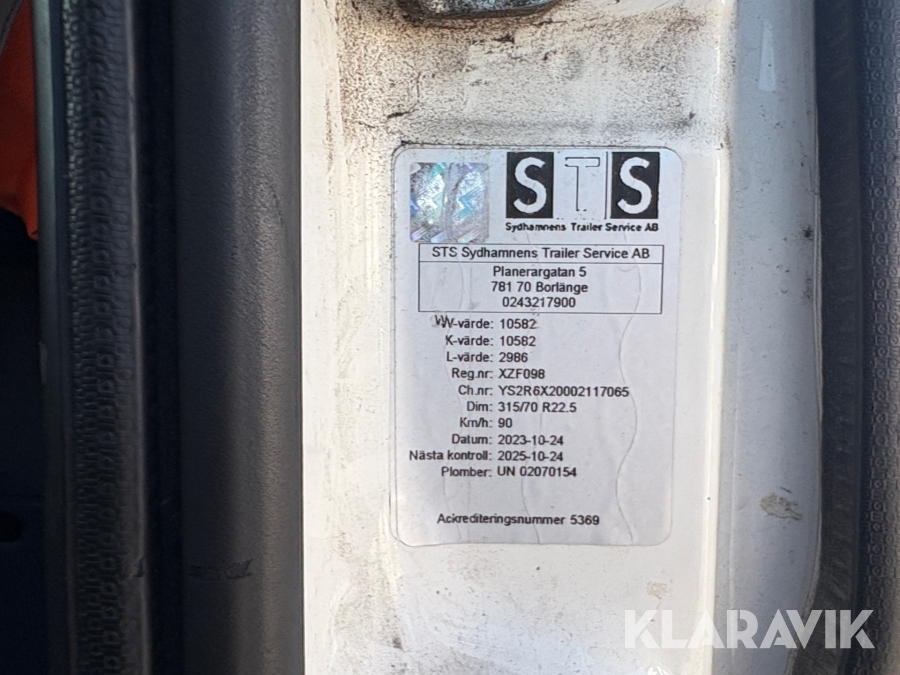 STS
Sydhamnens Trailer Service AB
STS Sydhamnens Trailer Service AB
Planerargatan 5
781 70 Borlänge
0243217900
W-värde: 10582
K-värde: 10582
L-värde: 2986
Reg.nr: XZF098
Ch.nr: YS2R6X20002117065
Dim: 315/70 R22.5
Km/h: 90
Datum: 2023-10-24
Nästa kontroll: 2025-10-24
Plomber: UN 02070154
Ackrediteringsnummer 5369
KLARAVIK